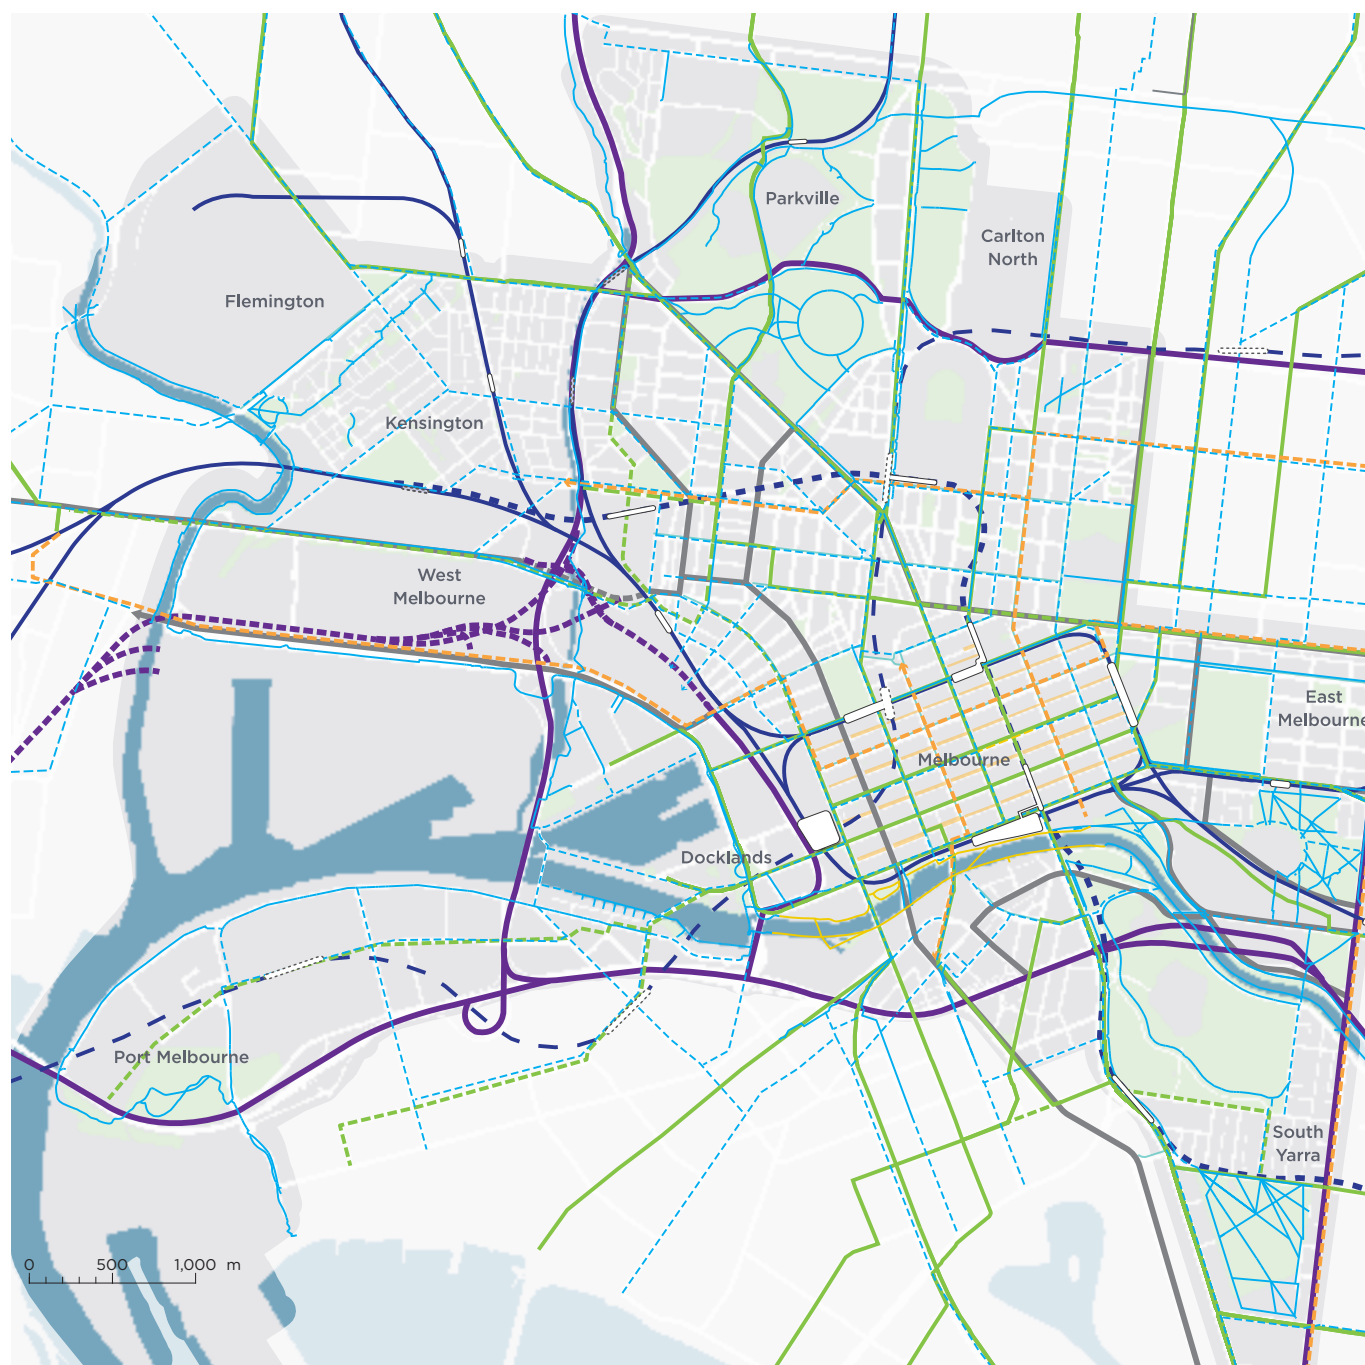 Parkville
Carlton
North
Flemington
Kensington
West
Melbourne
East
Melbourne
Melbourne
Docklands
Port Melbourne
South
Yarra
0 500 1,000 m